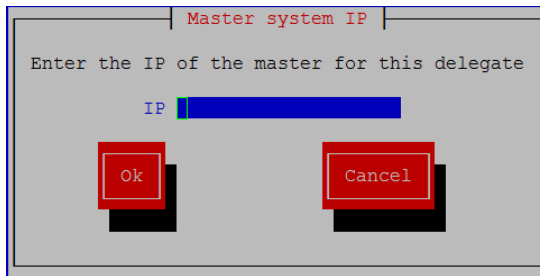 Master system IP
Enter the IP of the master for this delegate
IP
Ok Cancel